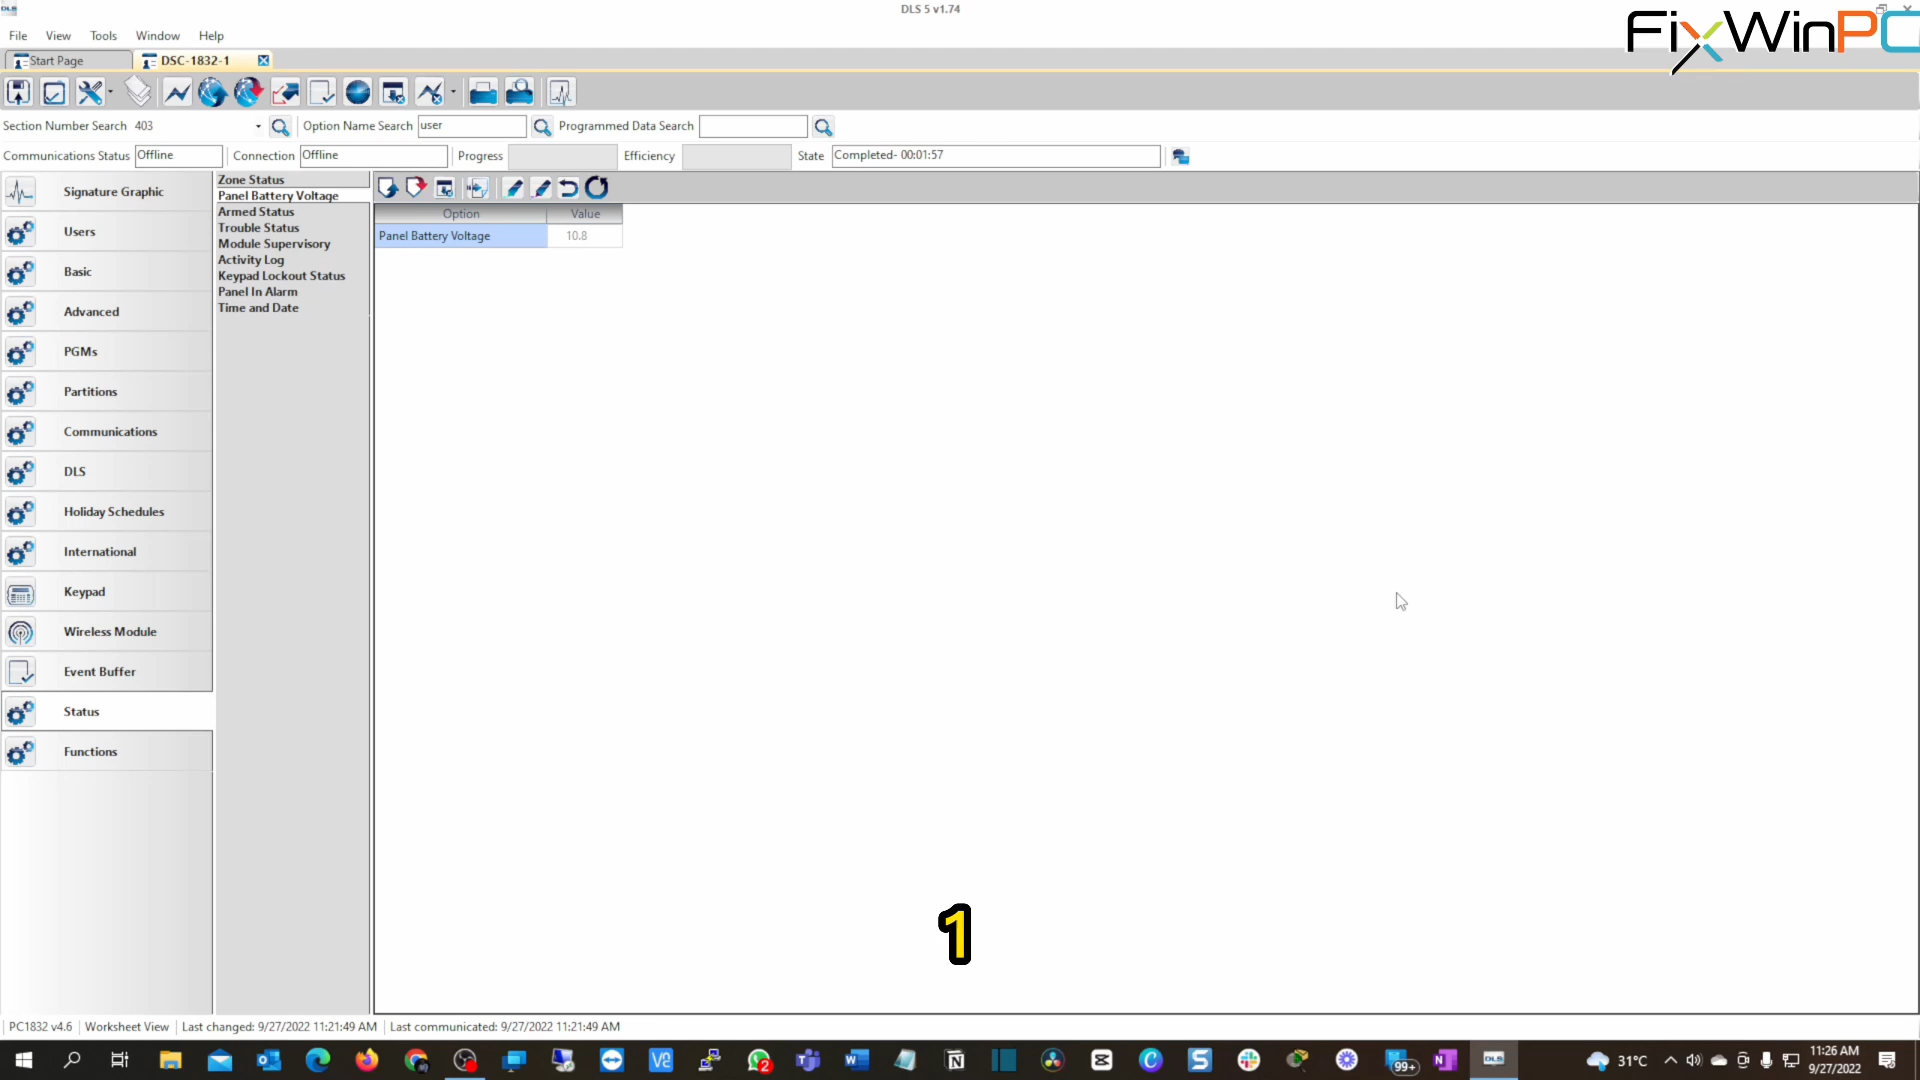 DLS
DLS 5 v1.74
FixWinPC
File View Tools Window Help
Start Page DSC-1832-1
Section Number Search 403 Option Name Search user Programmed Data Search
Communications Status Offline Connection Offline Progress Efficiency State Completed- 00:01:57
Signature Graphic
Users
Basic
Advanced
PGMs
Partitions
Communications
DLS
Holiday Schedules
International
Keypad
Wireless Module
Event Buffer
Status
Functions
Zone Status
Panel Battery Voltage
Armed Status
Trouble Status
Module Supervisory
Activity Log
Keypad Lockout Status
Panel In Alarm
Time and Date
Option Value
Panel Battery Voltage 10.8
1
PC1832 v4.6 Worksheet View Last changed: 9/27/2022 11:21:49 AM Last communicated: 9/27/2022 11:21:49 AM
2 99+ DLS 31°C 11:26 AM
9/27/2022